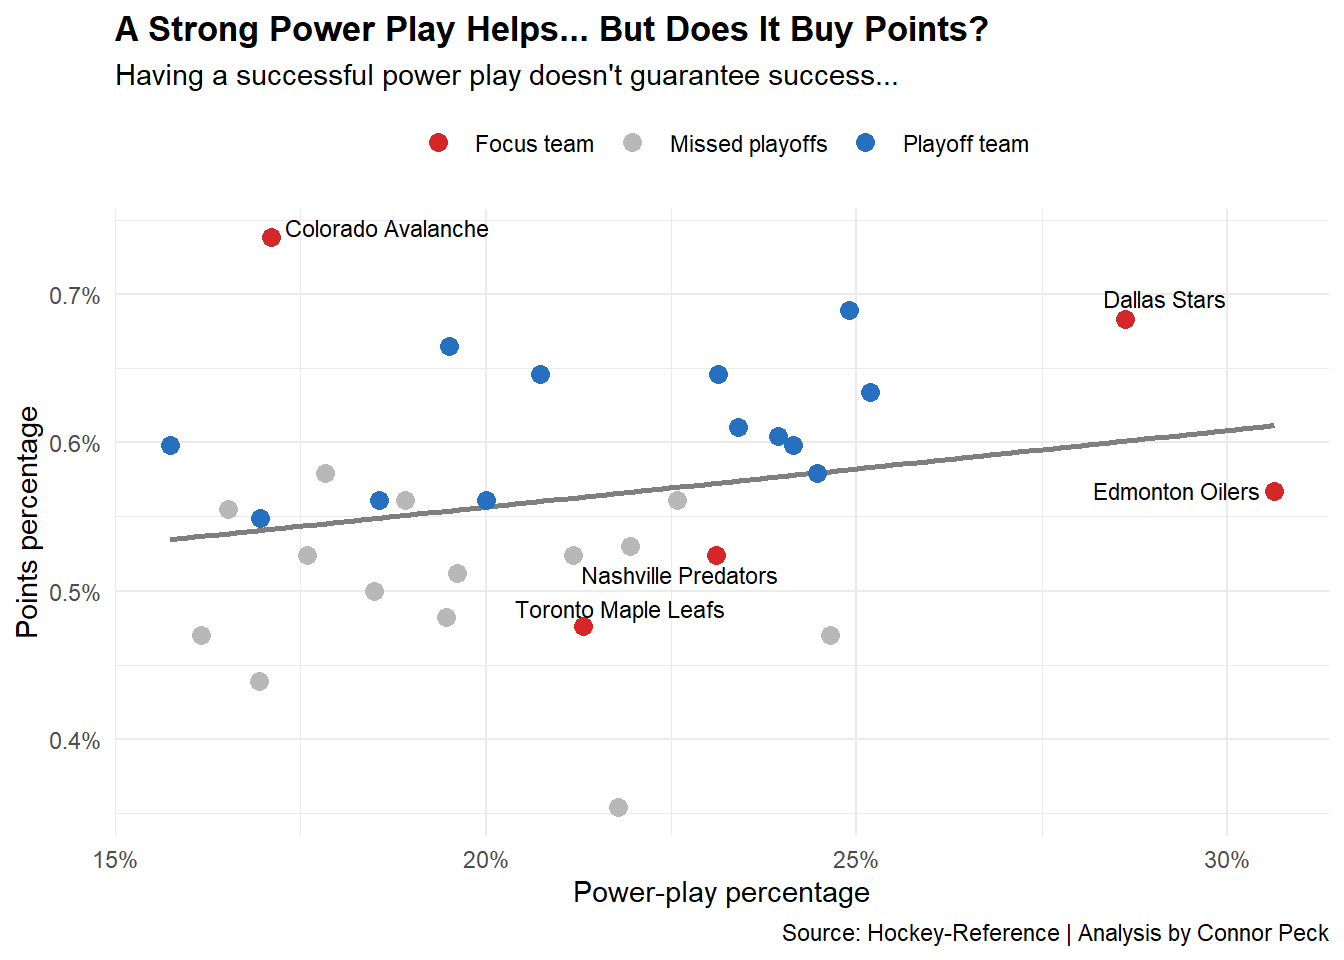 A Strong Power Play Helps... But Does It Buy Points?
Having a successful power play doesn't guarantee success...
Focus team
Missed playoffs
Playoff team
Colorado Avalanche
Dallas Stars
Edmonton Oilers
Nashville Predators
Toronto Maple Leafs
Points percentage
0.7%
0.6%
0.5%
0.4%
15%
20%
25%
30%
Power-play percentage
Source: Hockey-Reference | Analysis by Connor Peck